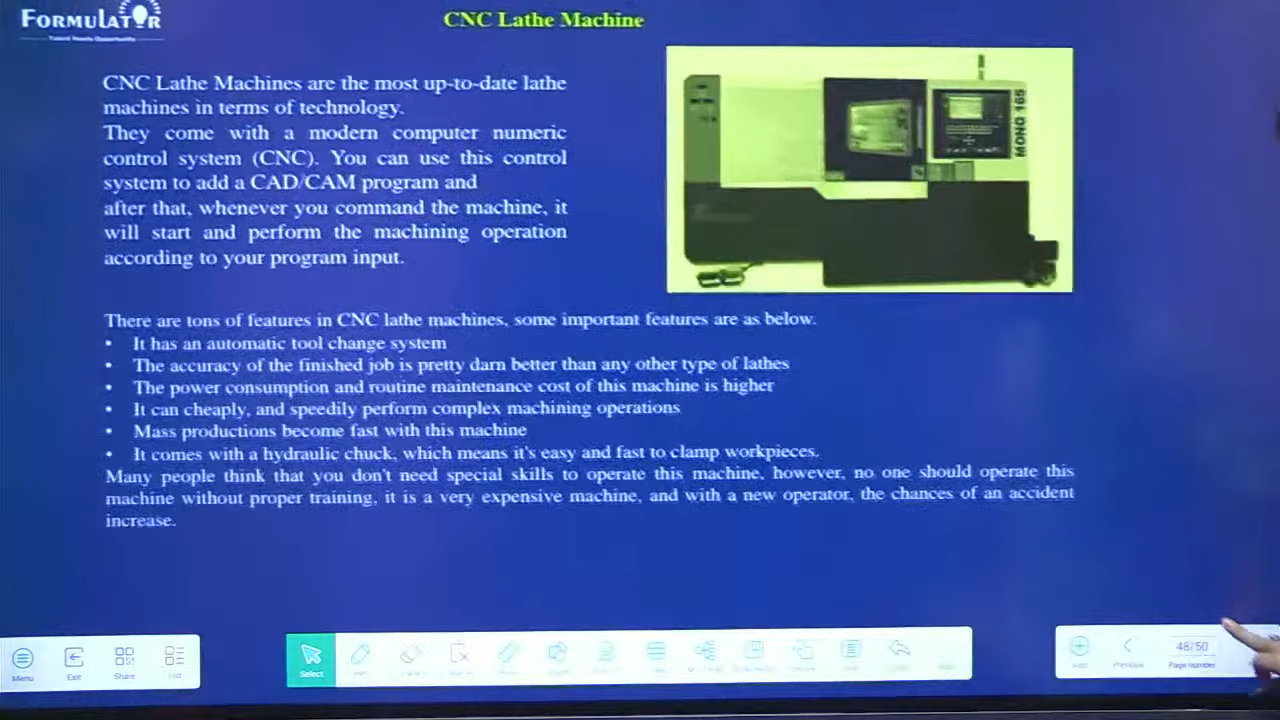 FORMULATOR
Talent Needs Opportunity
CNC Lathe Machine
CNC Lathe Machines are the most up-to-date lathe
machines in terms of technology.
They come with a modern computer numeric
control system (CNC). You can use this control
system to add a CAD/CAM program and
after that, whenever you command the machine, it
will start and perform the machining operation
according to your program input.
MONO 165
There are tons of features in CNC lathe machines, some important features are as below.
• It has an automatic tool change system
• The accuracy of the finished job is pretty darn better than any other type of lathes
• The power consumption and routine maintenance cost of this machine is higher
• It can cheaply, and speedily perform complex machining operations
• Mass productions become fast with this machine
• It comes with a hydraulic chuck, which means it's easy and fast to clamp workpieces.
Many people think that you don't need special skills to operate this machine, however, no one should operate this
machine without proper training, it is a very expensive machine, and with a new operator, the chances of an accident
increase.
Menu Exit Share List
Select
Add Previous 48/50 Page number